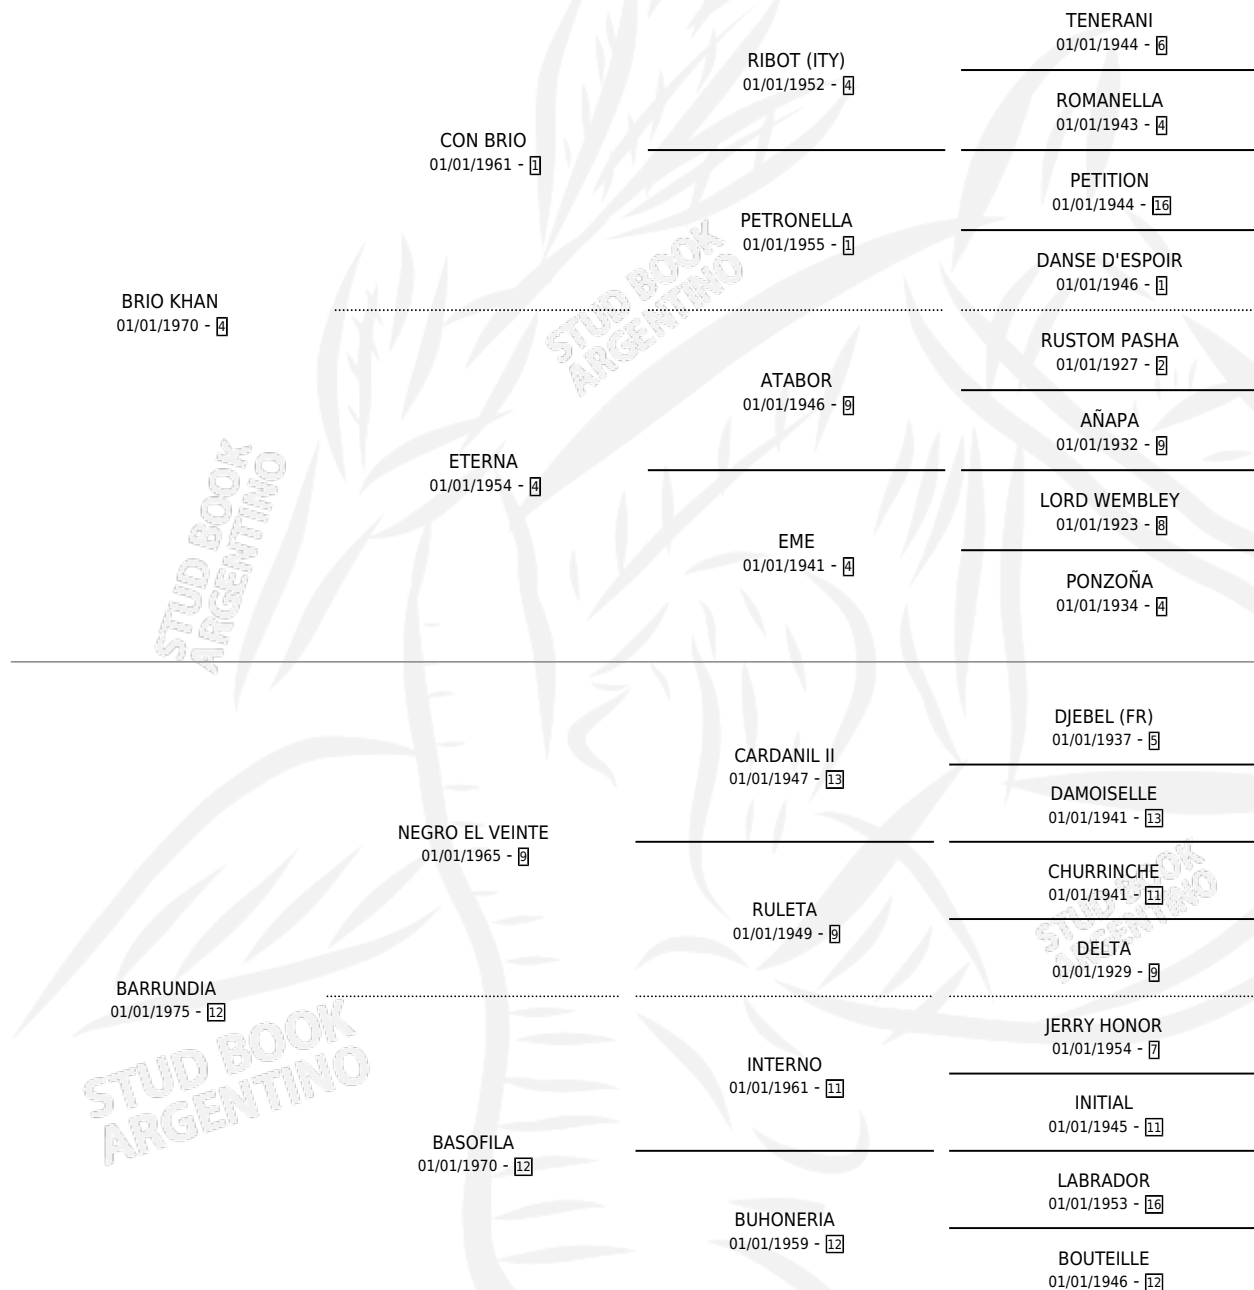 TENERANI
01/01/1944 - 6
RIBOT (ITY)
01/01/1952 - 4
ROMANELLA
01/01/1943 - 4
CON BRIO
01/01/1961 - 1
PETITION
01/01/1944 - 16
PETRONELLA
01/01/1955 - 1
DANSE D'ESPOIR
01/01/1946 - 1
BRIO KHAN
01/01/1970 - 4
RUSTOM PASHA
01/01/1927 - 2
ATABOR
01/01/1946 - 9
AÑAPA
01/01/1932 - 9
ETERNA
01/01/1954 - 4
LORD WEMBLEY
01/01/1923 - 8
EME
01/01/1941 - 4
PONZOÑA
01/01/1934 - 4
DJEBEL (FR)
01/01/1937 - 5
CARDANIL II
01/01/1947 - 13
DAMOISELLE
01/01/1941 - 13
NEGRO EL VEINTE
01/01/1965 - 9
CHURRINCHE
01/01/1941 - 11
RULETA
01/01/1949 - 9
DELTA
01/01/1929 - 9
BARRUNDIA
01/01/1975 - 12
JERRY HONOR
01/01/1954 - 7
INTERNO
01/01/1961 - 11
INITIAL
01/01/1945 - 11
BASOFILA
01/01/1970 - 12
LABRADOR
01/01/1953 - 16
BUHONERIA
01/01/1959 - 12
BOUTEILLE
01/01/1946 - 12
STUD BOOK
ARGENTINO
STUD BOOK
ARGENTINO
STUD BOOK
ARGENTINO
STUD BOOK
ARGENTINO